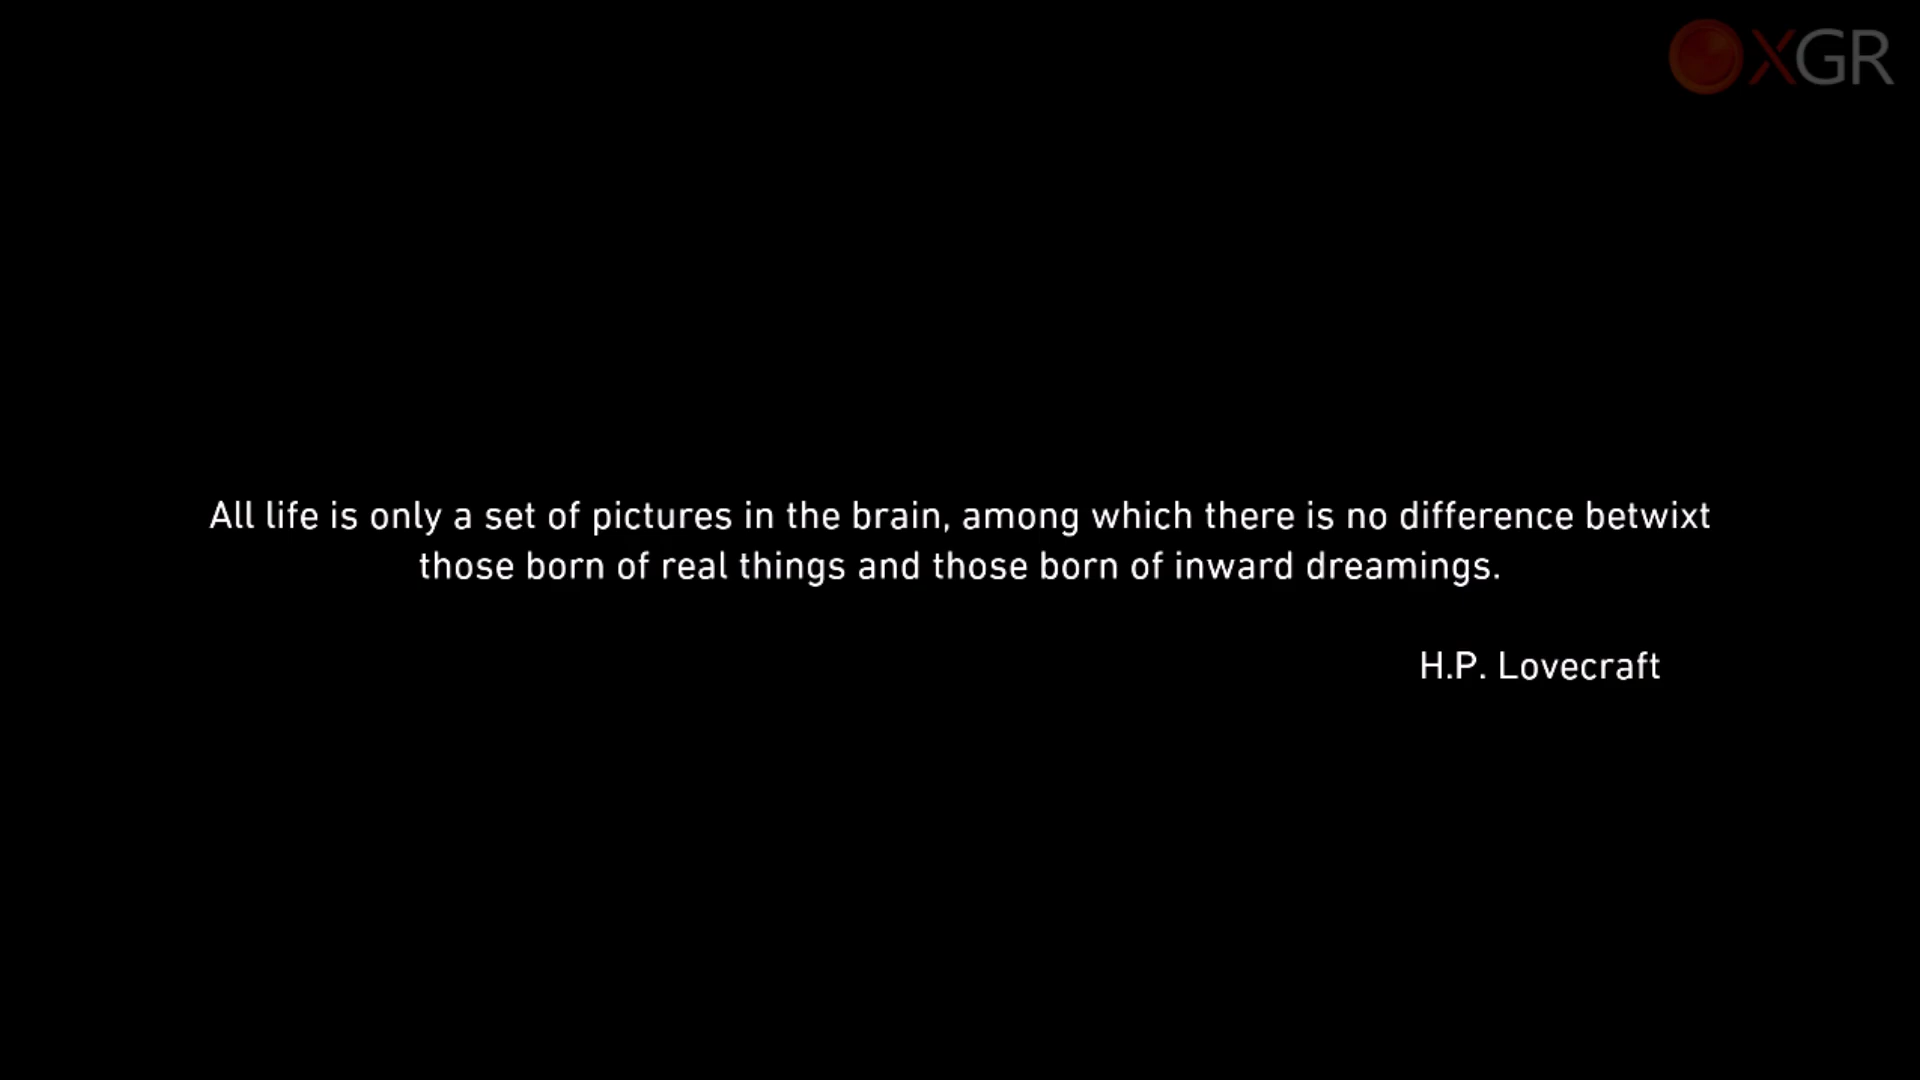 XGR
All life is only a set of pictures in the brain, among which there is no difference betwixt
those born of real things and those born of inward dreamings.
H.P. Lovecraft